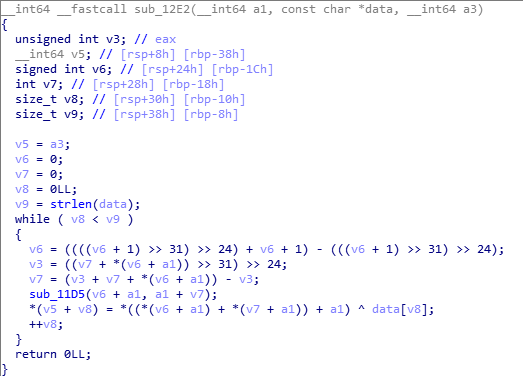 __int64 __fastcall sub_12E2(__int64 a1, const char *data, __int64 a3)
{
unsigned int v3; // eax
__int64 v5; // [rsp+8h] [rbp-38h]
signed int v6; // [rsp+24h] [rbp-1Ch]
int v7; // [rsp+28h] [rbp-18h]
size_t v8; // [rsp+30h] [rbp-10h]
size_t v9; // [rsp+38h] [rbp-8h]
v5 = a3;
v6 = 0;
v7 = 0;
v8 = 0LL;
v9 = strlen(data);
while ( v8 < v9 )
{
v6 = ((((v6 + 1) >> 31) >> 24) + v6 + 1) - (((v6 + 1) >> 31) >> 24);
v3 = ((v7 + *(v6 + a1)) >> 31) >> 24;
v7 = (v3 + v7 + *(v6 + a1)) - v3;
sub_11D5(v6 + a1, a1 + v7);
*(v5 + v8) = *((*(v6 + a1) + *(v7 + a1)) + a1) ^ data[v8];
++v8;
}
return 0LL;
}